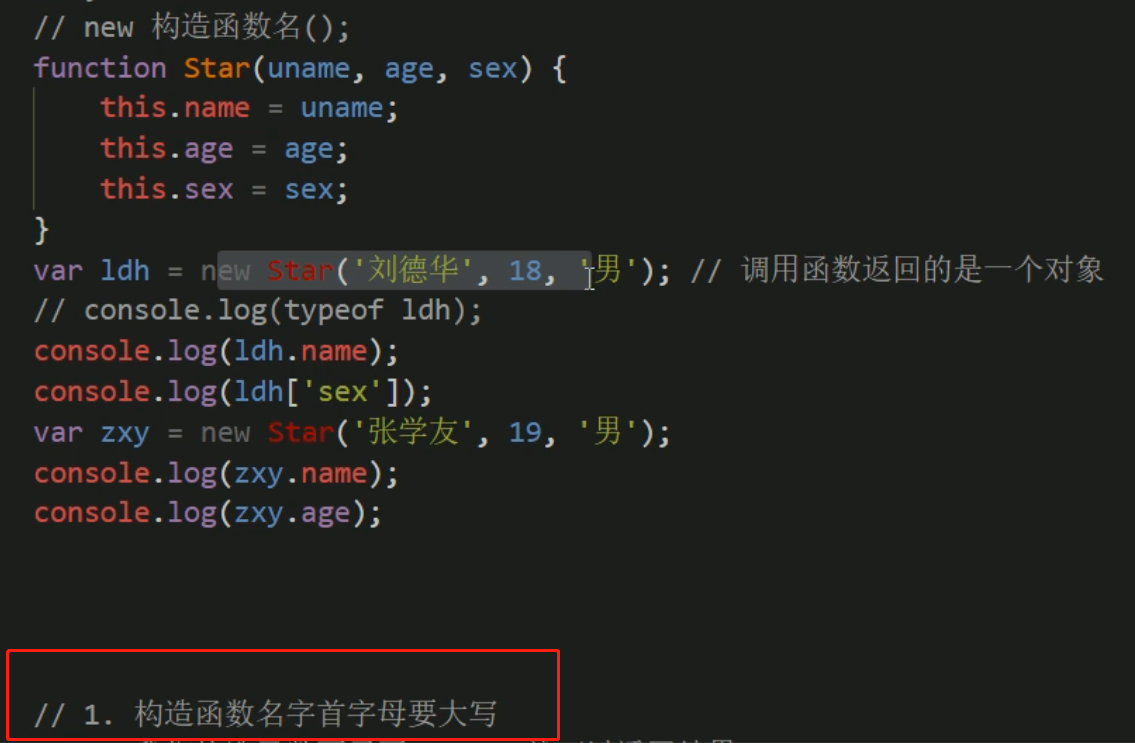 // new 构造函数名();
function Star(uname, age, sex) {
this.name = uname;
this.age = age;
this.sex = sex;
}
var ldh = new Star('刘德华', 18, '男'); // 调用函数返回的是一个对象
// console.log(typeof ldh);
console.log(ldh.name);
console.log(ldh['sex']);
var zxy = new Star('张学友', 19, '男');
console.log(zxy.name);
console.log(zxy.age);
// 1. 构造函数名字首字母要大写